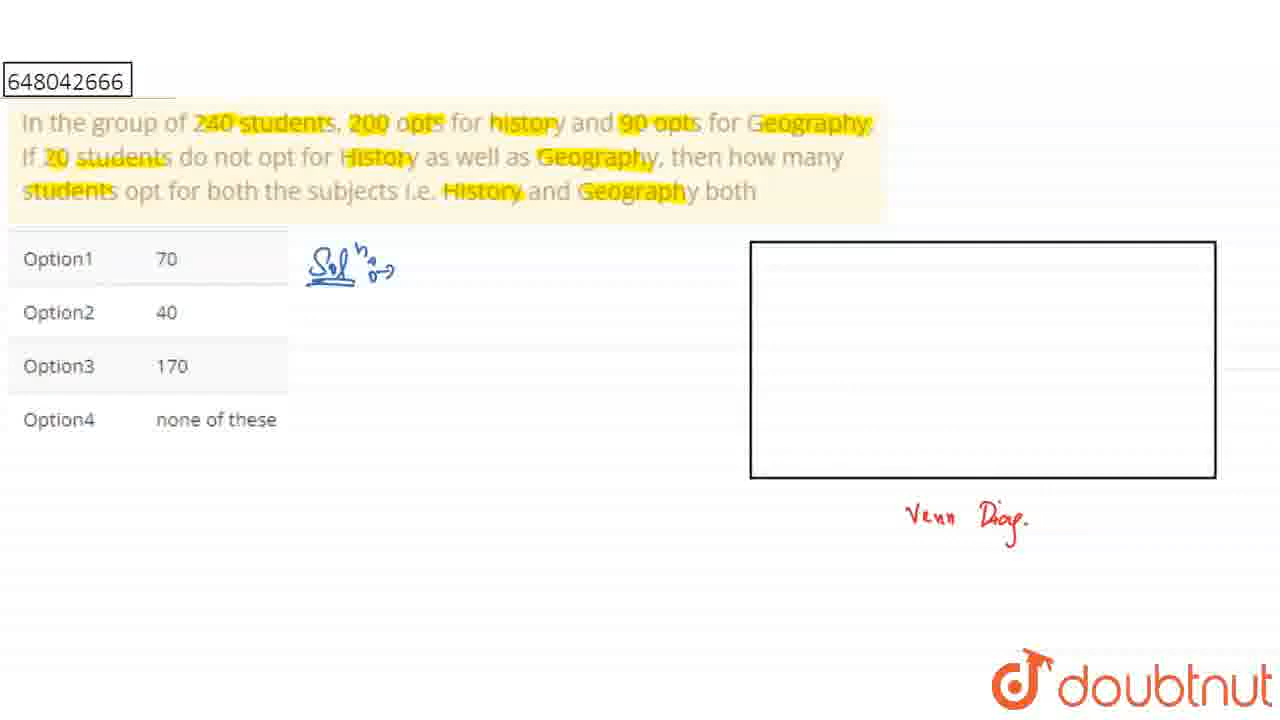 648042666
In the group of 240 students, 200 opts for history and 90 opts for Geography.
If 20 students do not opt for History as well as Geography, then how many
students opt for both the subjects i.e. History and Geography both
Option1 70
Option2 40
Option3 170
Option4 none of these
Solⁿ
Venn Diag.
doubtnut